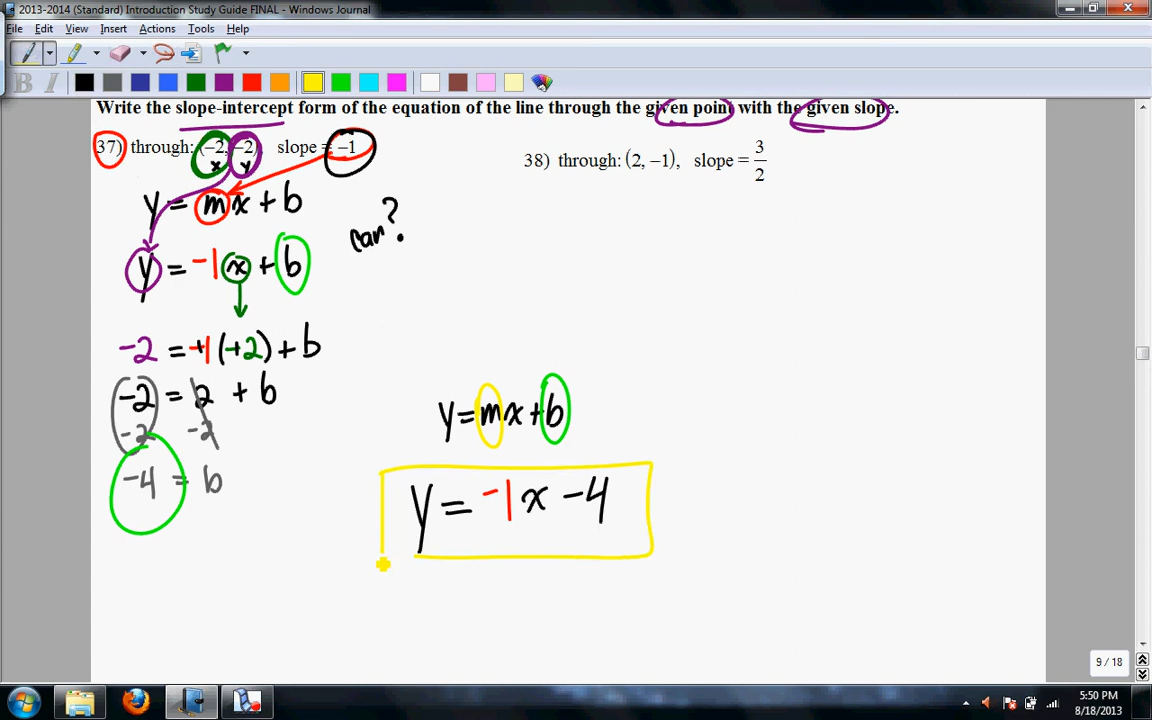 2013-2014 (Standard) Introduction Study Guide FINAL - Windows Journal
File Edit View Insert Actions Tools Help
B I
Write the slope-intercept form of the equation of the line through the given point with the given slope.
37) through: (−2, −2), slope = −1
x y
38) through: (2, −1), slope = 3/2
y = mx + b
can?
y = -1x + b
-2 = +1(+2) + b
-2 = 2 + b
-2 -2
-4 = b
y = mx + b
y = -1x - 4
9 / 18
5:50 PM
8/18/2013